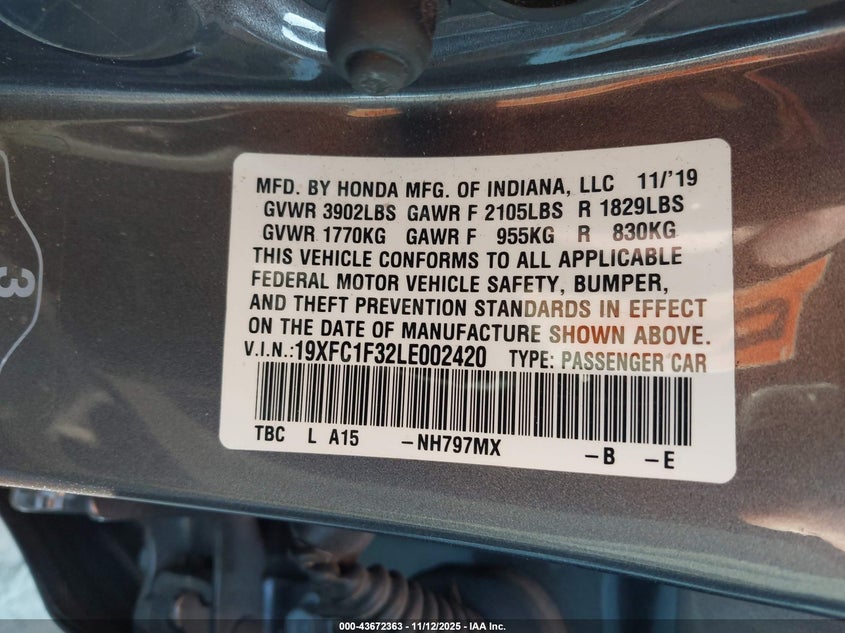 MFD. BY HONDA MFG. OF INDIANA, LLC 11/'19
GVWR 3902LBS GAWR F 2105LBS R 1829LBS
GVWR 1770KG GAWR F 955KG R 830KG
THIS VEHICLE CONFORMS TO ALL APPLICABLE
FEDERAL MOTOR VEHICLE SAFETY, BUMPER,
AND THEFT PREVENTION STANDARDS IN EFFECT
ON THE DATE OF MANUFACTURE SHOWN ABOVE.
V.I.N.:19XFC1F32LE002420 TYPE: PASSENGER CAR
TBC L A15 -NH797MX -B -E
3
000-43672363 - 11/12/2025 - IAA Inc.